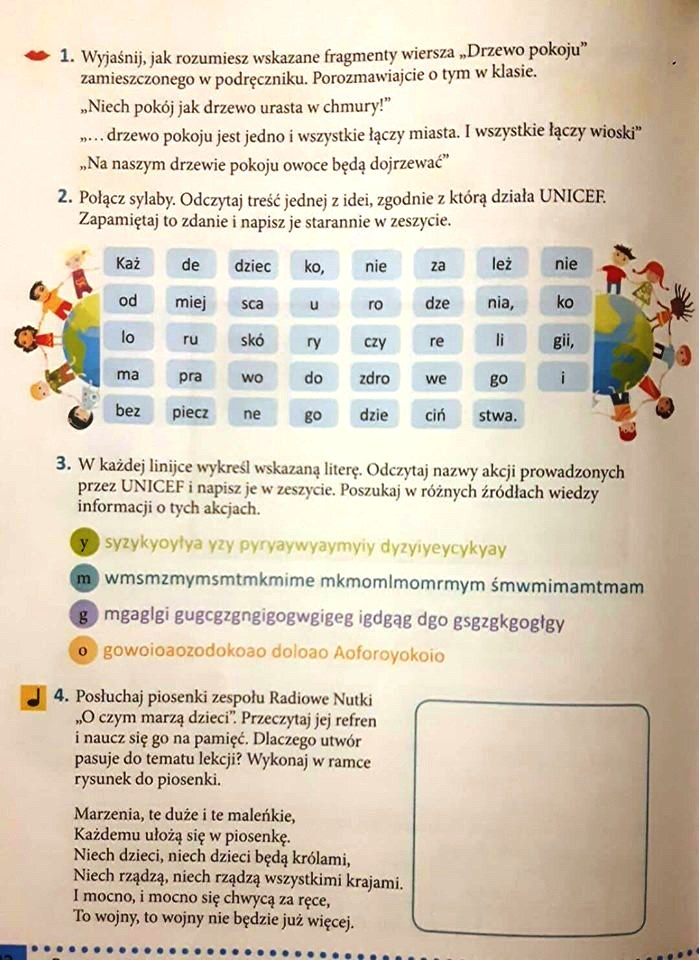 1. Wyjaśnij, jak rozumiesz wskazane fragmenty wiersza „Drzewo pokoju”
zamieszczonego w podręczniku. Porozmawiajcie o tym w klasie.
„Niech pokój jak drzewo urasta w chmury!”
„…drzewo pokoju jest jedno i wszystkie łączy miasta. I wszystkie łączy wioski”
„Na naszym drzewie pokoju owoce będą dojrzewać”
2. Połącz sylaby. Odczytaj treść jednej z idei, zgodnie z którą działa UNICEF.
Zapamiętaj to zdanie i napisz je starannie w zeszycie.
Każ de dziec ko, nie za leż nie
od miej sca u ro dze nia, ko
lo ru skó ry czy re li gii,
ma pra wo do zdro we go i
bez piecz ne go dzie ciń stwa.
3. W każdej linijce wykreśl wskazaną literę. Odczytaj nazwy akcji prowadzonych
przez UNICEF i napisz je w zeszycie. Poszukaj w różnych źródłach wiedzy
informacji o tych akcjach.
y syzykyoyłya yzy pyryaywyaymyiy dyzyiyeycykyay
m wmsmzmymsmtmkmime mkmomlmomrmym śmwmimamtmam
g mgaglgi gugcgzgngigogwgigeg igdgąg dgo gsgzgkgogłgy
o gowoioaozodokoao doloao Aoforoyokoio
4. Posłuchaj piosenki zespołu Radiowe Nutki
„O czym marzą dzieci”. Przeczytaj jej refren
i naucz się go na pamięć. Dlaczego utwór
pasuje do tematu lekcji? Wykonaj w ramce
rysunek do piosenki.
Marzenia, te duże i te maleńkie,
Każdemu ułożą się w piosenkę.
Niech dzieci, niech dzieci będą królami,
Niech rządzą, niech rządzą wszystkimi krajami.
I mocno, i mocno się chwycą za ręce,
To wojny, to wojny nie będzie już więcej.